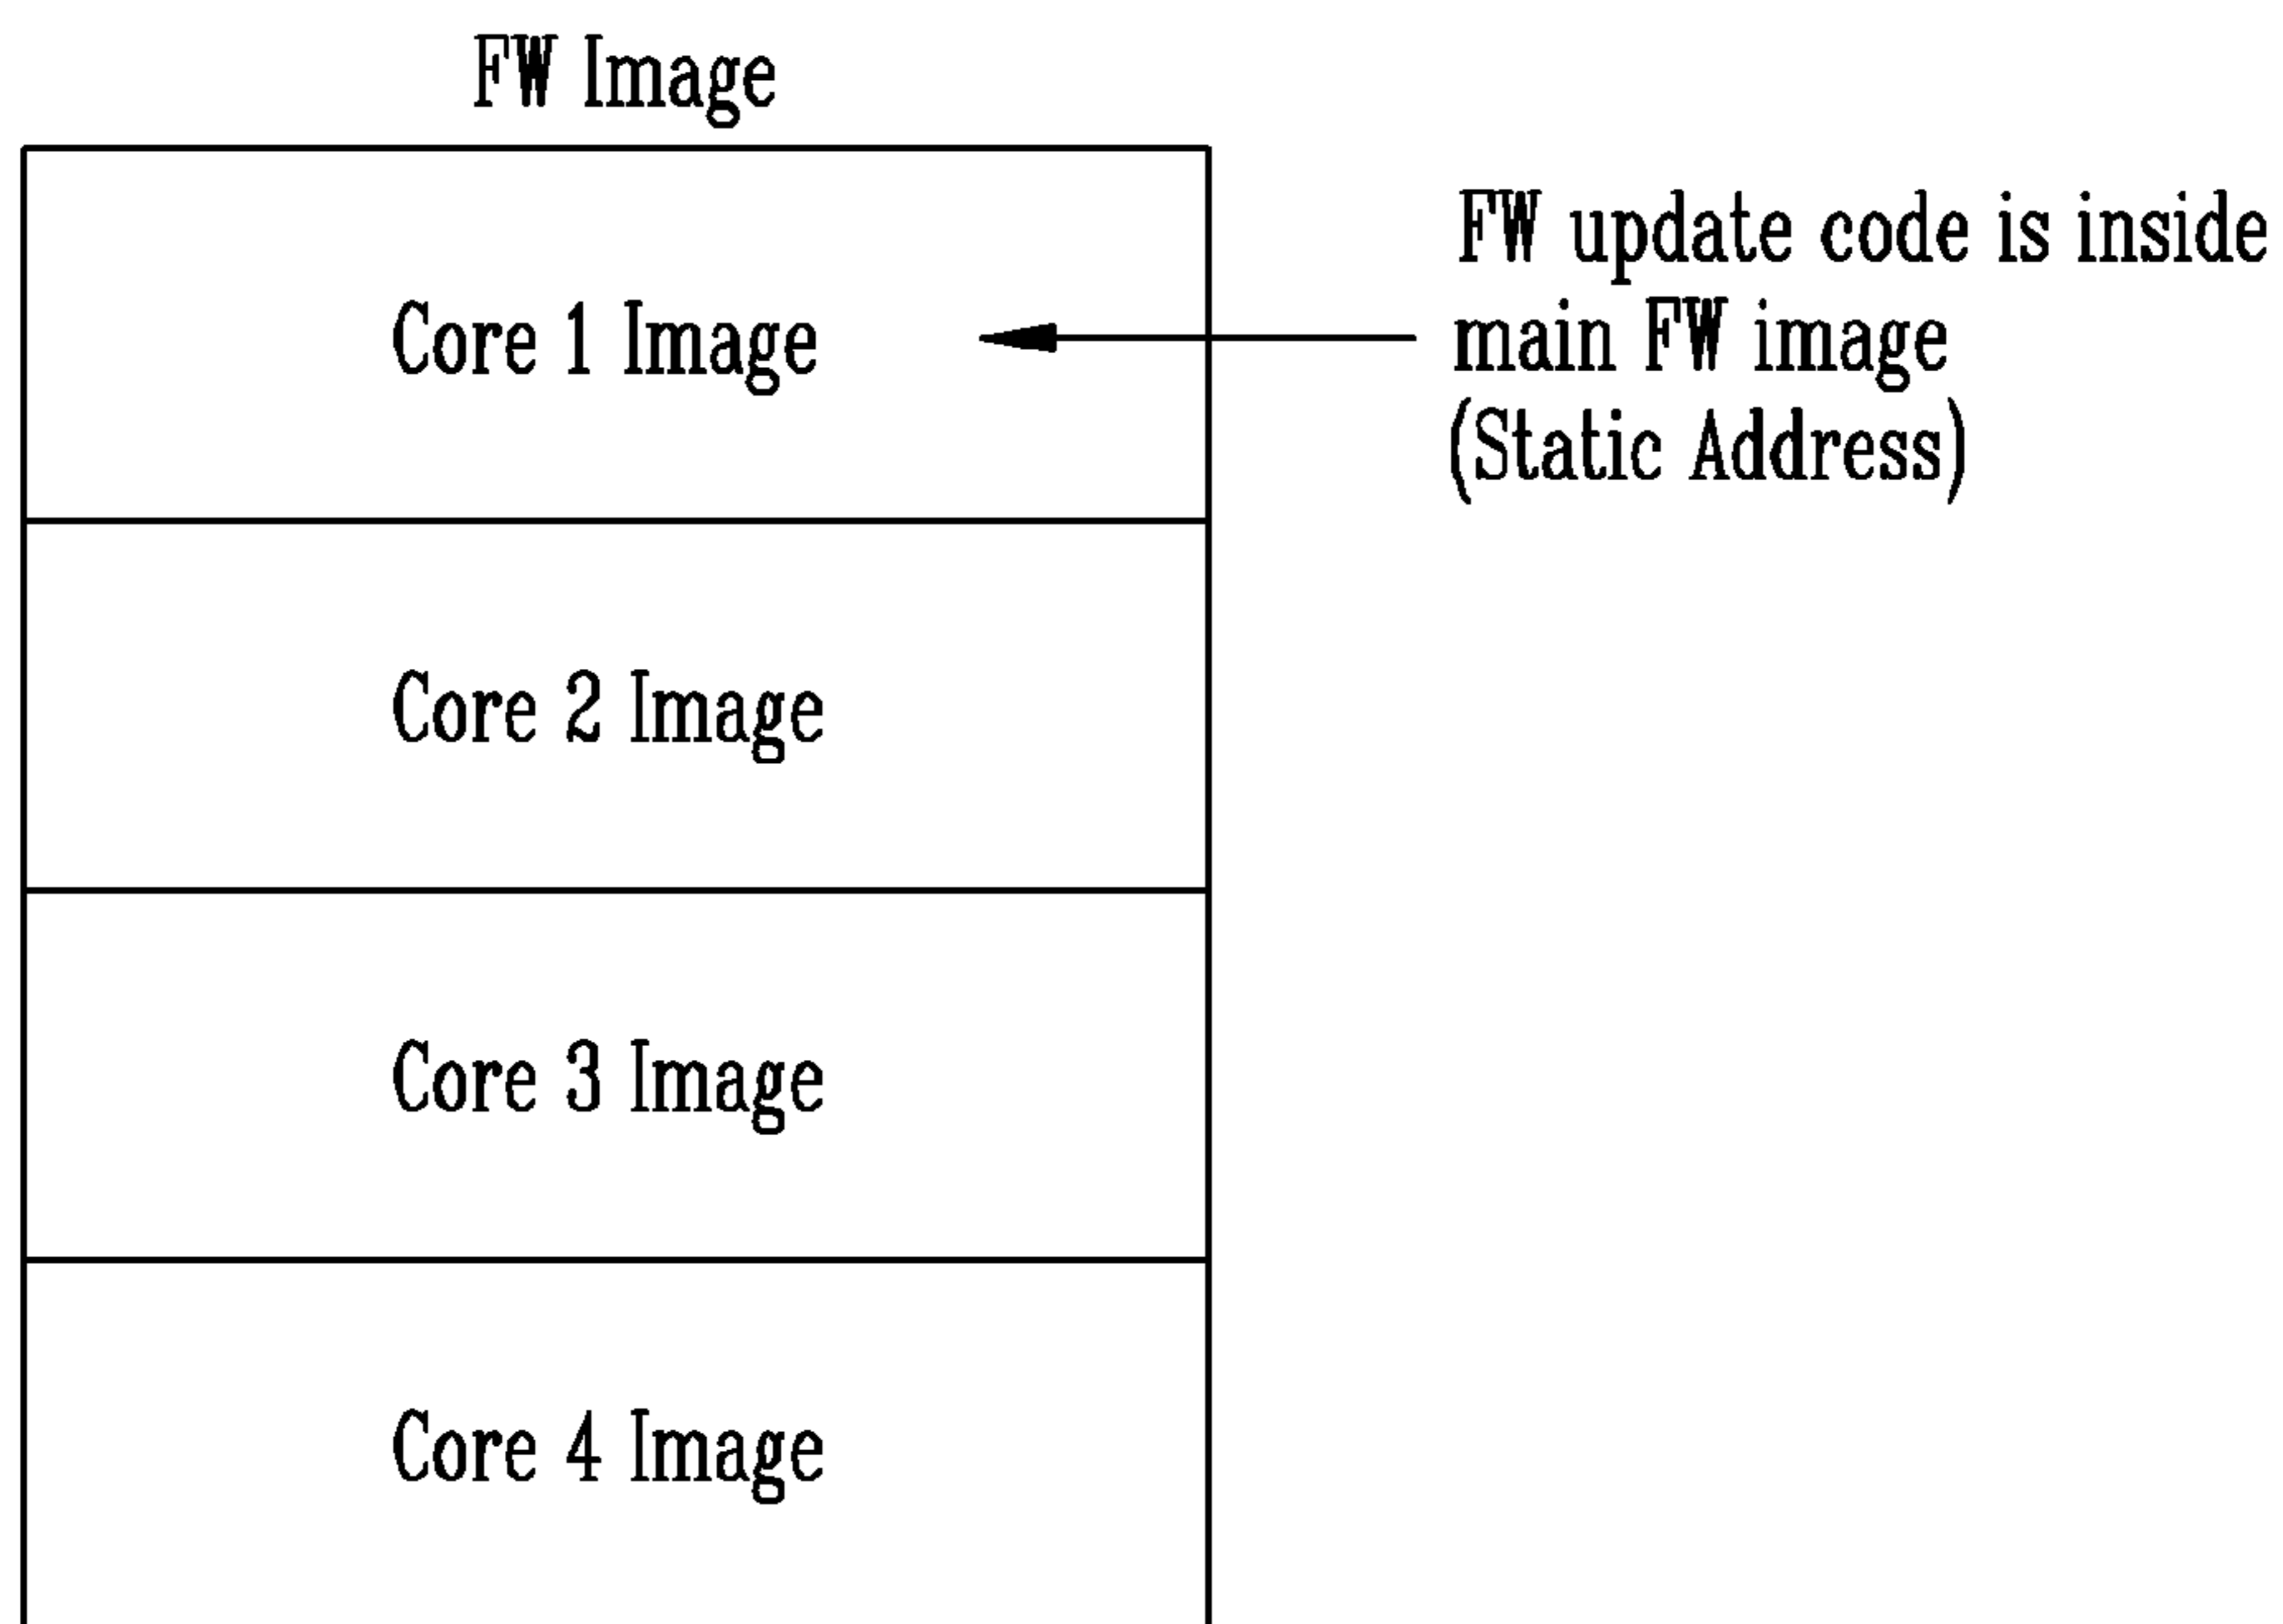 FW Image
Core 1 Image
FW update code is inside
main FW image
(Static Address)
Core 2 Image
Core 3 Image
Core 4 Image